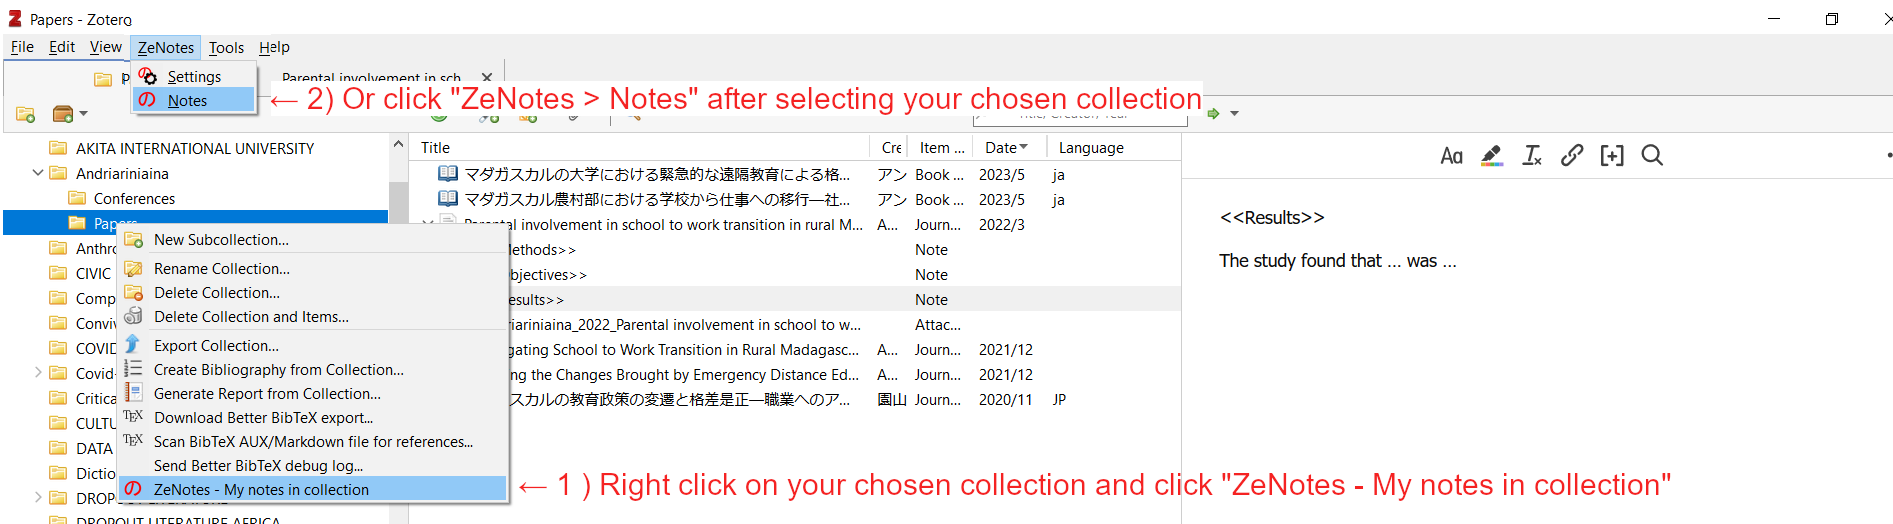 Papers - Zotero
File Edit View ZeNotes Tools Help
Settings
Notes
Parental involvement in sch
← 2) Or click "ZeNotes > Notes" after selecting your chosen collection
AKITA INTERNATIONAL UNIVERSITY
Andriariniaina
Conferences
Papers
Anthro
CIVIC
Comp
Conviv
COVID
Covid-
Critica
CULTU
DATA
Dictio
DROPOUT LITERATURE
DROPOUT LITERATURE AFRICA
New Subcollection...
Rename Collection...
Delete Collection...
Delete Collection and Items...
Export Collection...
Create Bibliography from Collection...
Generate Report from Collection...
TEX Download Better BibTeX export...
TEX Scan BibTeX AUX/Markdown file for references...
Send Better BibTeX debug log...
の ZeNotes - My notes in collection
← 1 ) Right click on your chosen collection and click "ZeNotes - My notes in collection"
Title Cre Item ... Date Language
マダガスカルの大学における緊急的な遠隔教育による格... アン Book ... 2023/5 ja
マダガスカル農村部における学校から仕事への移行―社... アン Book ... 2023/5 ja
Parental involvement in school to work transition in rural M... A... Journ... 2022/3
ethods>> Note
bjectives>> Note
esults>> Note
riariniaina_2022_Parental involvement in school to w... Attac...
gating School to Work Transition in Rural Madagasc... A... Journ... 2021/12
ng the Changes Brought by Emergency Distance Ed... A... Journ... 2021/12
スカルの教育政策の変遷と格差是正―職業へのア... 園山 Journ... 2020/11 JP
Aa
<<Results>>
The study found that ... was ...